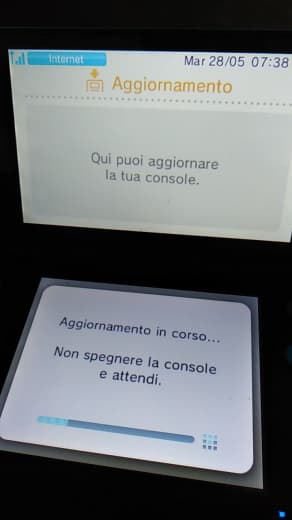 Internet
Mar 28/05 07:38
Aggiornamento
Qui puoi aggiornare
la tua console.
Aggiornamento in corso...
Non spegnere la console
e attendi.